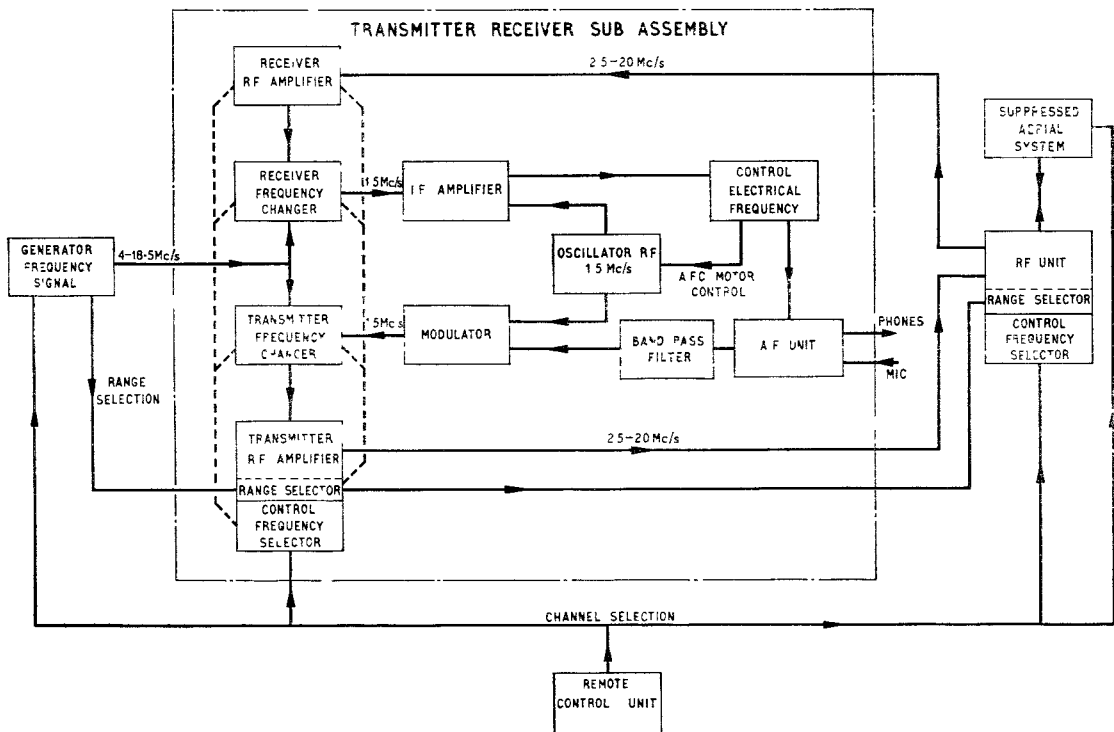 TRANSMITTER RECEIVER SUB ASSEMBLY
RECEIVER
RF AMPLIFIER
2.5-20 Mc/s
SUPPRESSED
AERIAL
SYSTEM
RECEIVER
FREQUENCY
CHANGER
1.5 Mc/s
I.F AMPLIFIER
CONTROL
ELECTRICAL
FREQUENCY
GENERATOR
FREQUENCY
SIGNAL
4-18·5Mc/s
OSCILLATOR RF
1.5 Mc/s
A.F.C MOTOR
CONTROL
RF UNIT
RANGE SELECTOR
CONTROL
FREQUENCY
SELECTOR
TRANSMITTER
FREQUENCY
CHANGER
1.5Mc/s
MODULATOR
BAND PASS
FILTER
A.F UNIT
PHONES
MIC
RANGE
SELECTION
TRANSMITTER
RF AMPLIFIER
2.5-20 Mc/s
RANGE SELECTOR
CONTROL
FREQUENCY
SELECTOR
CHANNEL SELECTION
REMOTE
CONTROL UNIT